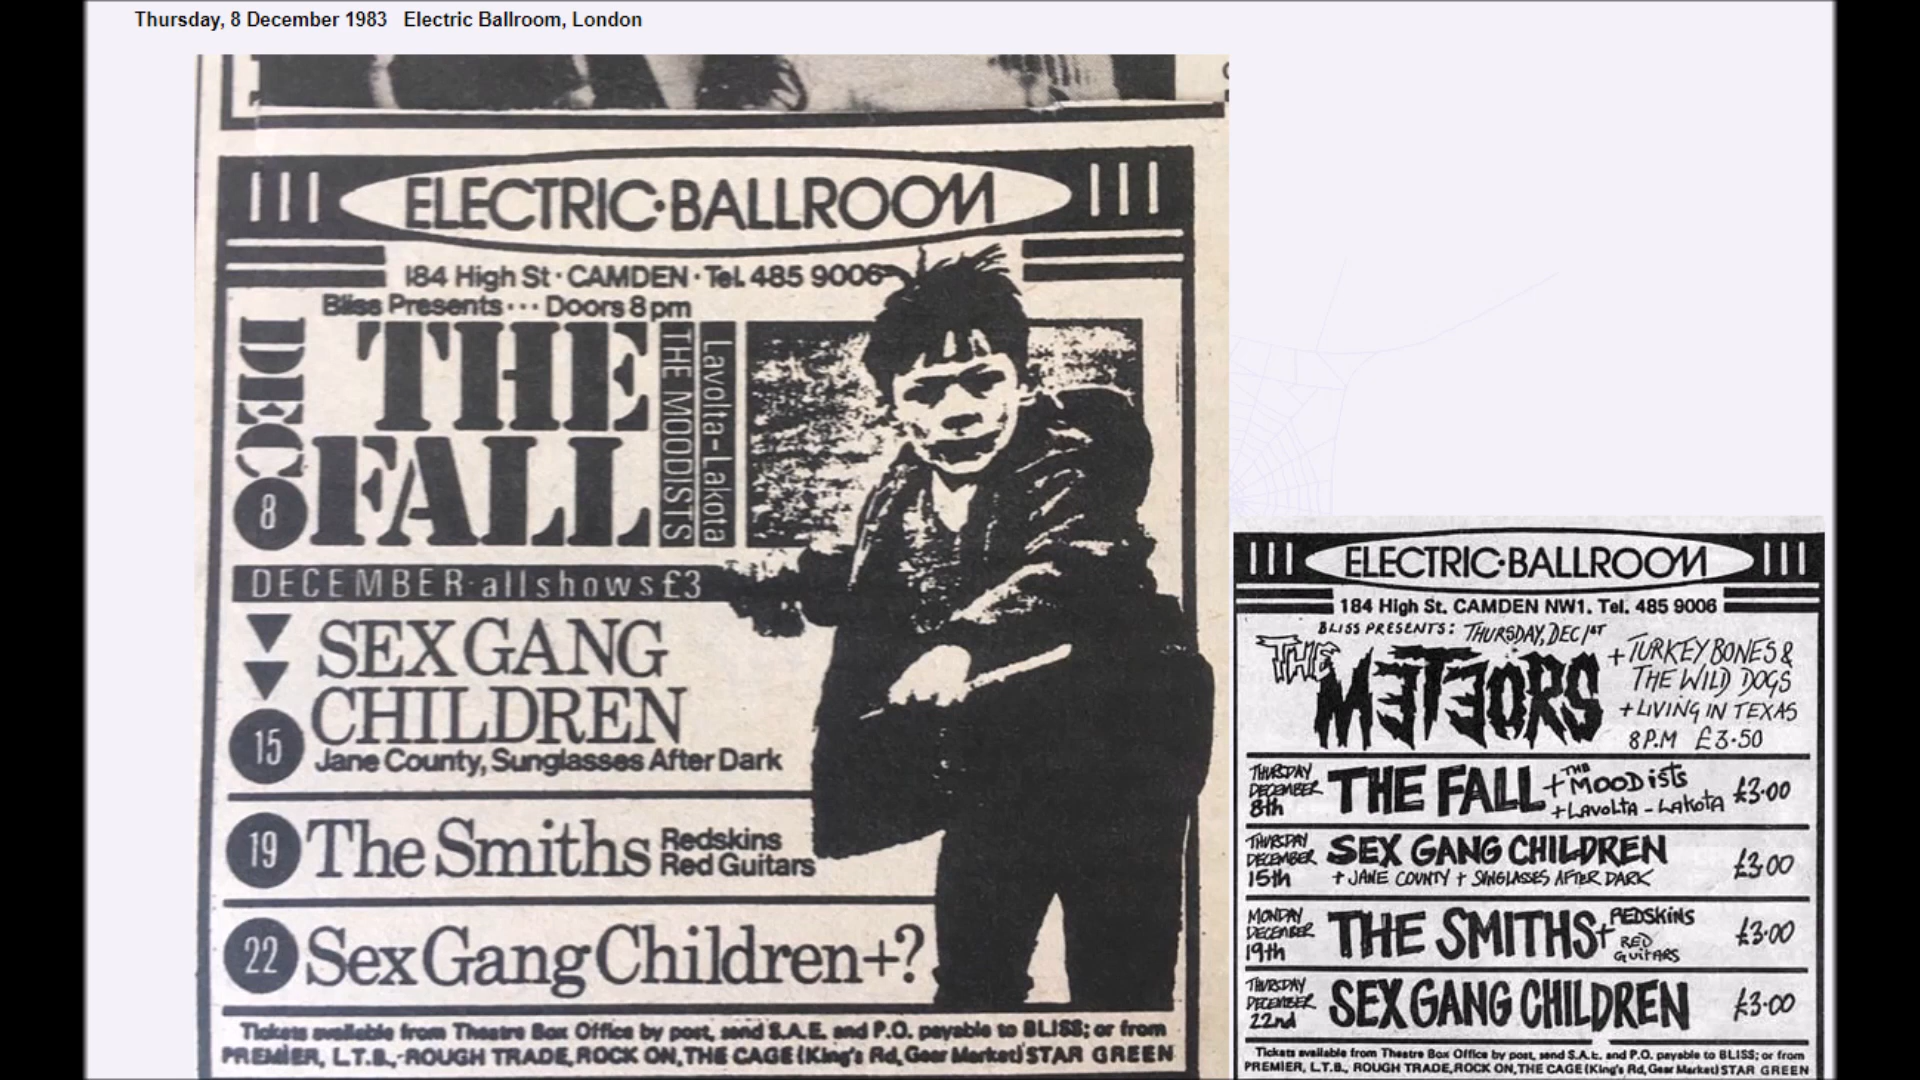 Thursday, 8 December 1983 Electric Ballroom, London
ELECTRIC·BALLROOM
184 High St · CAMDEN · Tel. 485 9006
Bliss Presents ··· Doors 8pm
DEC
8
THE
FALL
THE MOODISTS
Lavolta-Lakota
DECEMBER·all shows £3
SEX GANG
CHILDREN
15
Jane County, Sunglasses After Dark
19
The Smiths
Redskins
Red Guitars
22
Sex Gang Children+?
Tickets available from Theatre Box Office by post, send S.A.E. and P.O. payable to BLISS; or from
PREMIER, L.T.B., ROUGH TRADE, ROCK ON, THE CAGE (King's Rd, Gear Market) STAR GREEN
ELECTRIC·BALLROOM
184 High St. CAMDEN NW1. Tel. 485 9006
BLISS PRESENTS: THURSDAY, DEC 1ST
THE METEORS
+ TURKEY BONES &
THE WILD DOGS
+ LIVING IN TEXAS
8P.M £3·50
THURSDAY
DECEMBER
8th
THE FALL
+ THE MOODists
+ LAVOLTA - LAKOTA
£3·00
THURSDAY
DECEMBER
15th
SEX GANG CHILDREN
+ JANE COUNTY + SUNGLASSES AFTER DARK
£3·00
MONDAY
DECEMBER
19th
THE SMITHS
+ REDSKINS
RED
GUITARS
£3·00
THURSDAY
DECEMBER
22nd
SEX GANG CHILDREN
£3·00
Tickets available from Theatre Box Office by post, send S.A.E. and P.O. payable to BLISS; or from
PREMIER, L.T.B., ROUGH TRADE, ROCK ON, THE CAGE (King's Rd, Gear Market) STAR GREEN